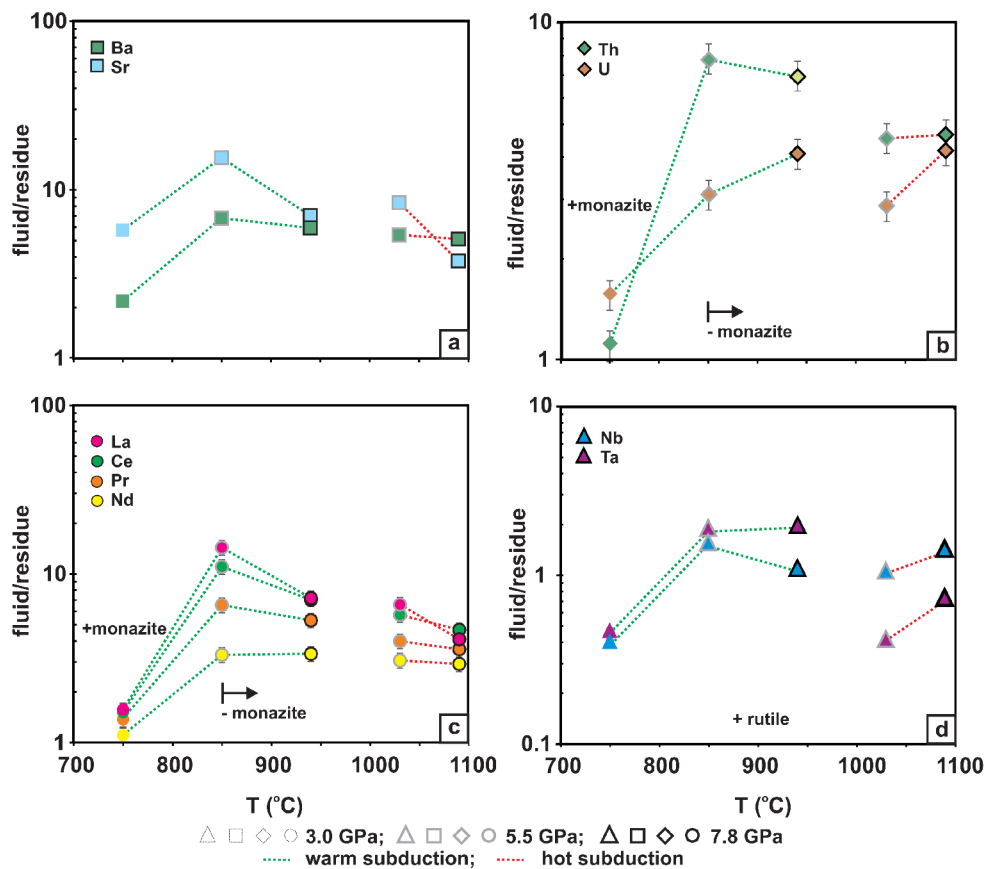 100
10
1
fluid/residue
Ba
Sr
a
10
1
fluid/residue
Th
U
+monazite
- monazite
b
100
10
1
fluid/residue
La
Ce
Pr
Nd
+monazite
- monazite
c
700 800 900 1000 1100
T (°C)
10
1
0.1
fluid/residue
Nb
Ta
+ rutile
d
700 800 900 1000 1100
T (°C)
3.0 GPa; 5.5 GPa; 7.8 GPa
warm subduction; hot subduction